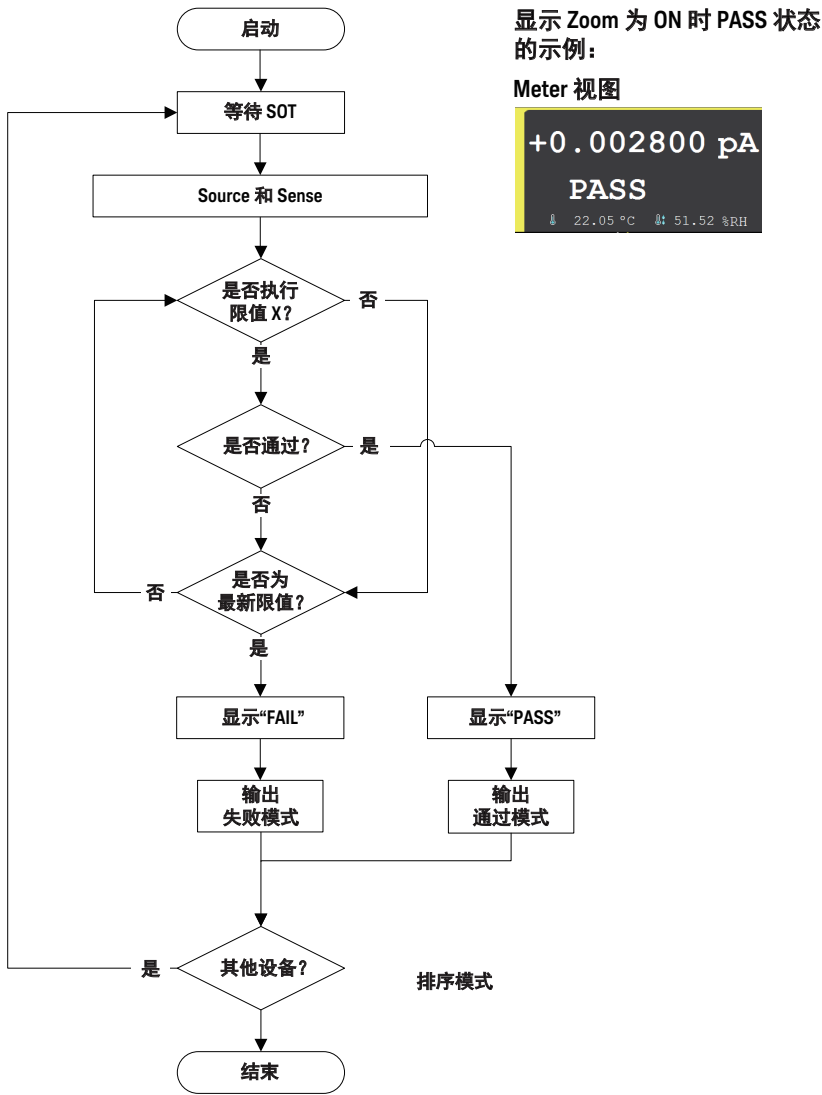 启动
等待 SOT
Source 和 Sense
是否执行
限值 X?
否
是
是否通过?
是
否
是否为
最新限值?
否
是
显示“FAIL”
显示“PASS”
输出
失败模式
输出
通过模式
其他设备?
是
排序模式
结束
显示 Zoom 为 ON 时 PASS 状态
的示例：
Meter 视图
+0.002800 pA
PASS
22.05 °C 51.52 %RH